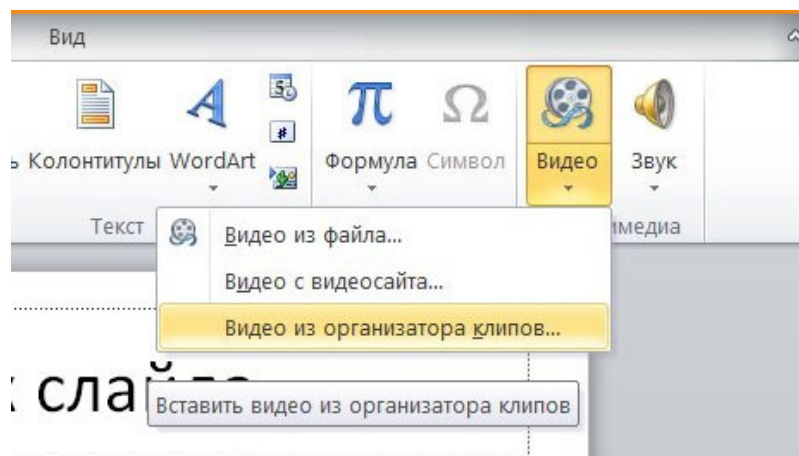 Вид
ь Колонтитулы WordArt Формула Символ Видео Звук
Текст
имедиа
Видео из файла...
Видео с видеосайта...
Видео из организатора клипов...
к слайда
Вставить видео из организатора клипов